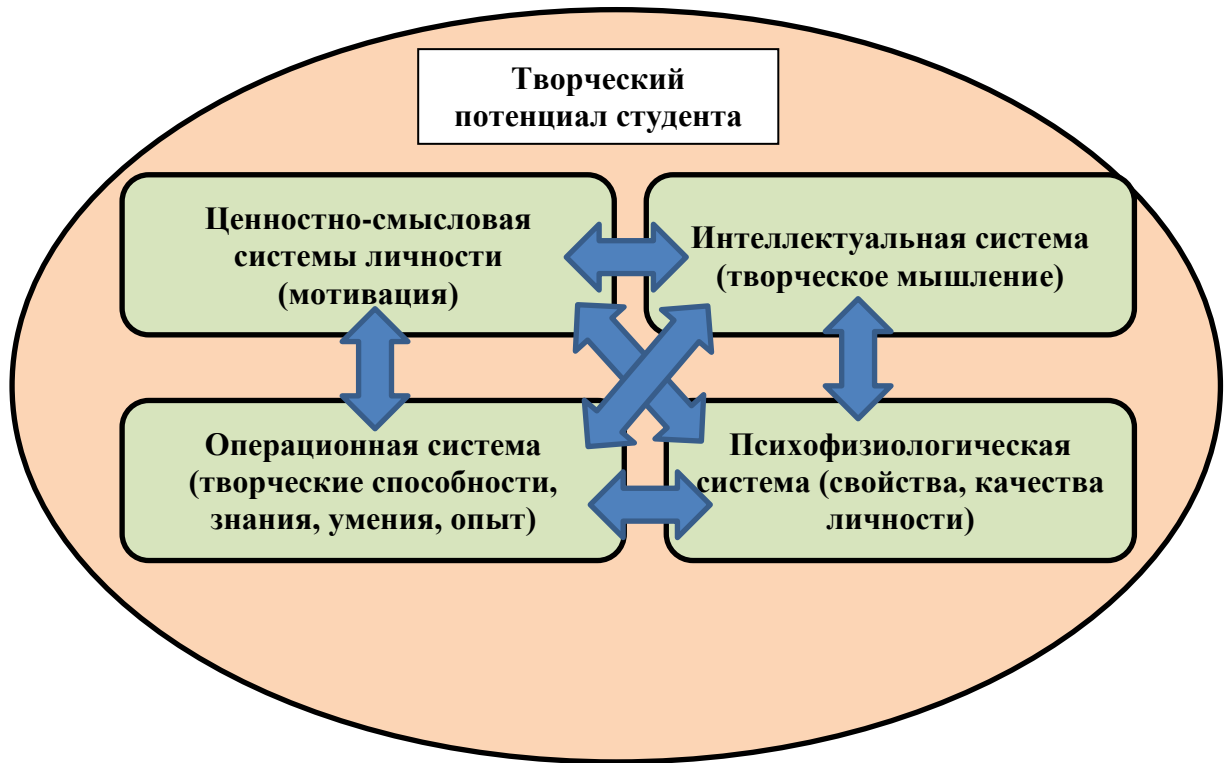 Творческий
потенциал студента
Ценностно-смысловая
системы личности
(мотивация)
Интеллектуальная система
(творческое мышление)
Операционная система
(творческие способности,
знания, умения, опыт)
Психофизиологическая
система (свойства, качества
личности)